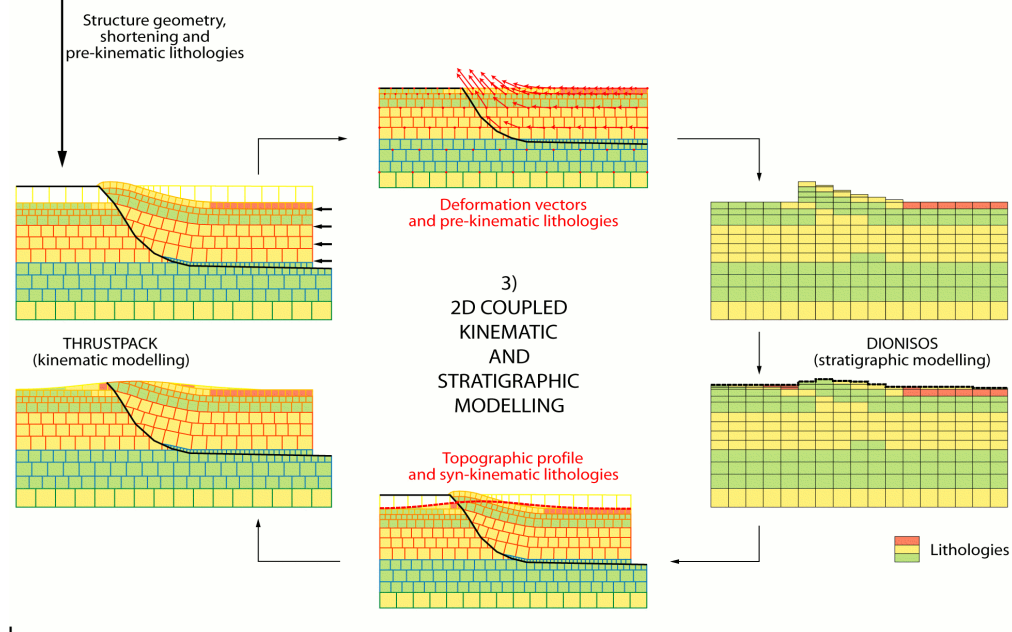 Structure geometry,
shortening and
pre-kinematic lithologies
Deformation vectors
and pre-kinematic lithologies
3)
2D COUPLED
KINEMATIC
AND
STRATIGRAPHIC
MODELLING
THRUSTPACK
(kinematic modelling)
DIONISOS
(stratigraphic modelling)
Topographic profile
and syn-kinematic lithologies
Lithologies